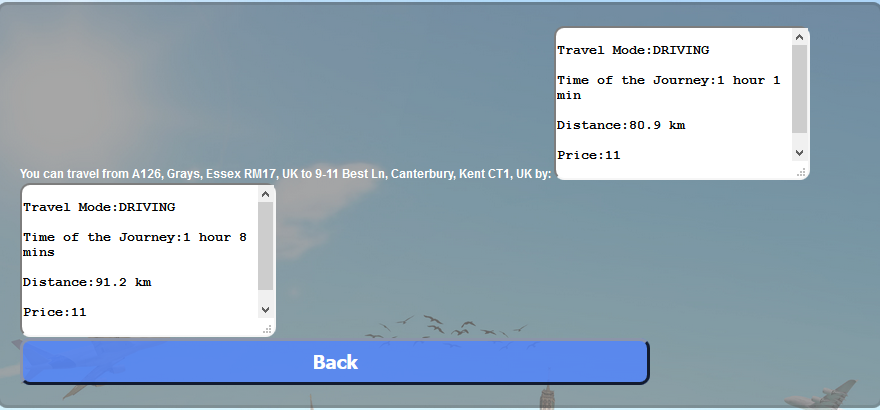 Travel Mode:DRIVING
Time of the Journey:1 hour 1
min
Distance:80.9 km
Price:11
You can travel from A126, Grays, Essex RM17, UK to 9-11 Best Ln, Canterbury, Kent CT1, UK by:
Travel Mode:DRIVING
Time of the Journey:1 hour 8
mins
Distance:91.2 km
Price:11
Back